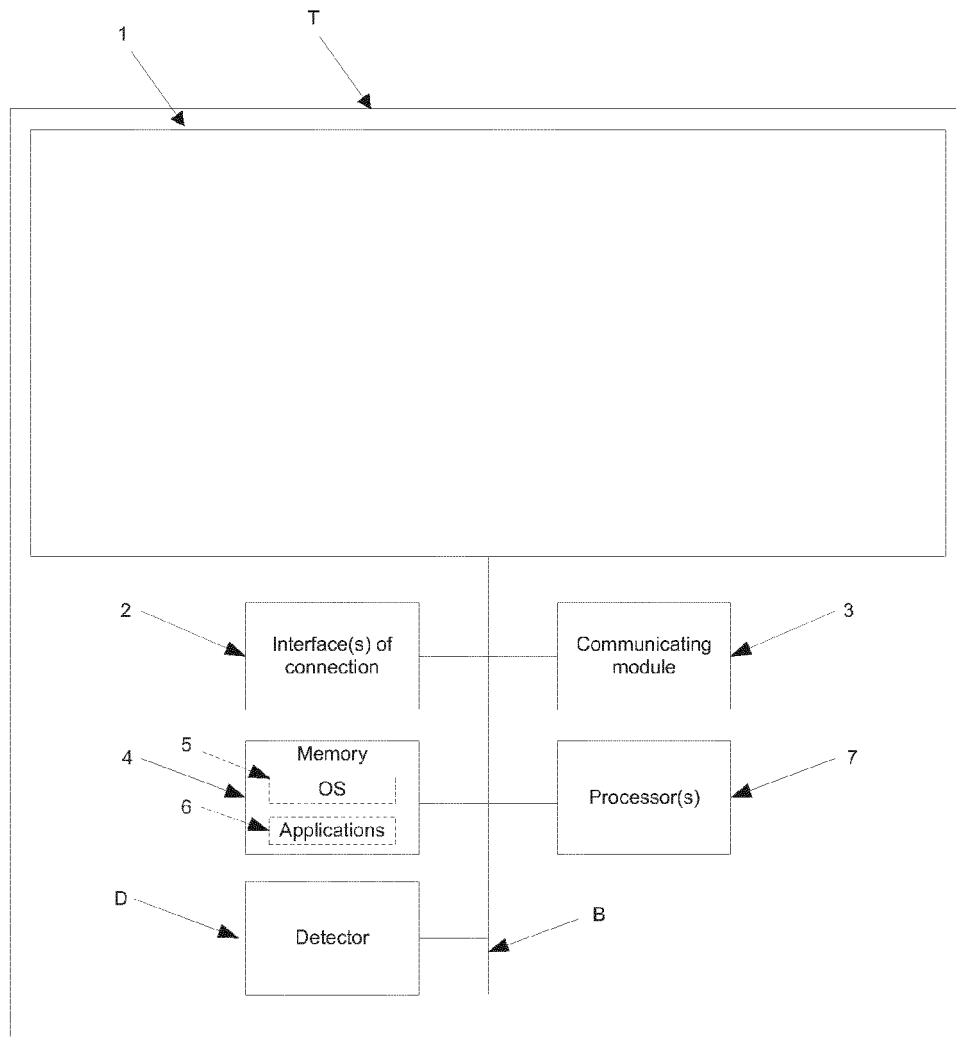 T
1
2
Interface(s) of
connection
Communicating
module
3
4
5
Memory
OS
6
Applications
Processor(s)
7
D
Detector
B